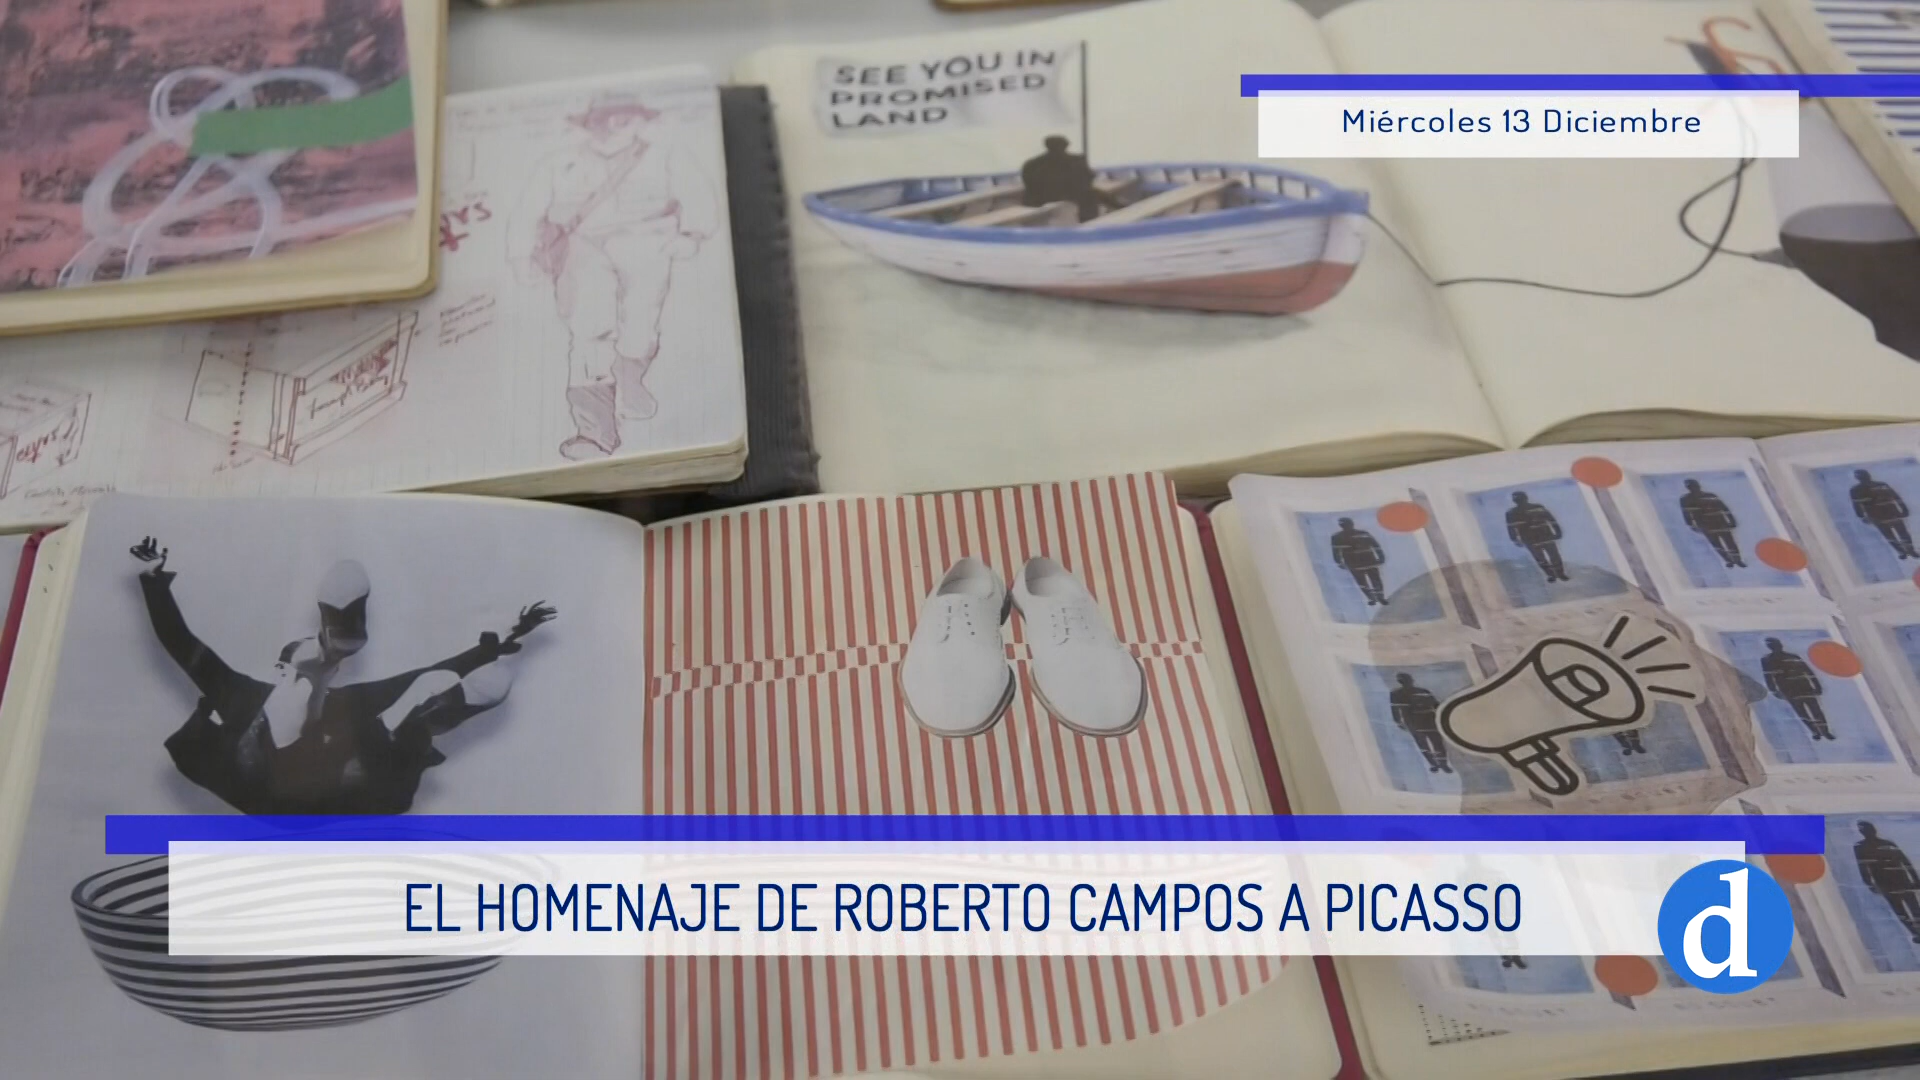 SEE YOU IN
PROMISED
LAND
Miércoles 13 Diciembre
EL HOMENAJE DE ROBERTO CAMPOS A PICASSO
d